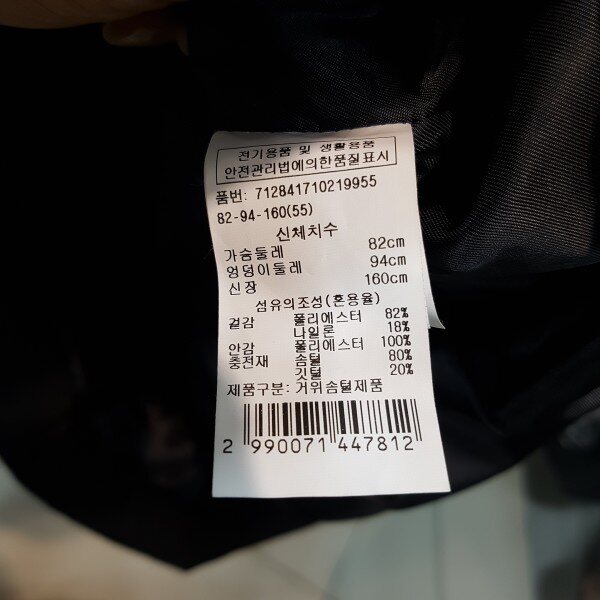 전기용품 및 생활용품
안전관리법에의한품질표시
품번: 712841710219955
82-94-160(55)
신체치수
가슴둘레 82cm
엉덩이둘레 94cm
신장 160cm
섬유의조성(혼용율)
겉감 폴리에스터 82%
나일론 18%
안감 폴리에스터 100%
충전재 솜털 80%
깃털 20%
제품구분: 거위솜털제품
2 990071 447812